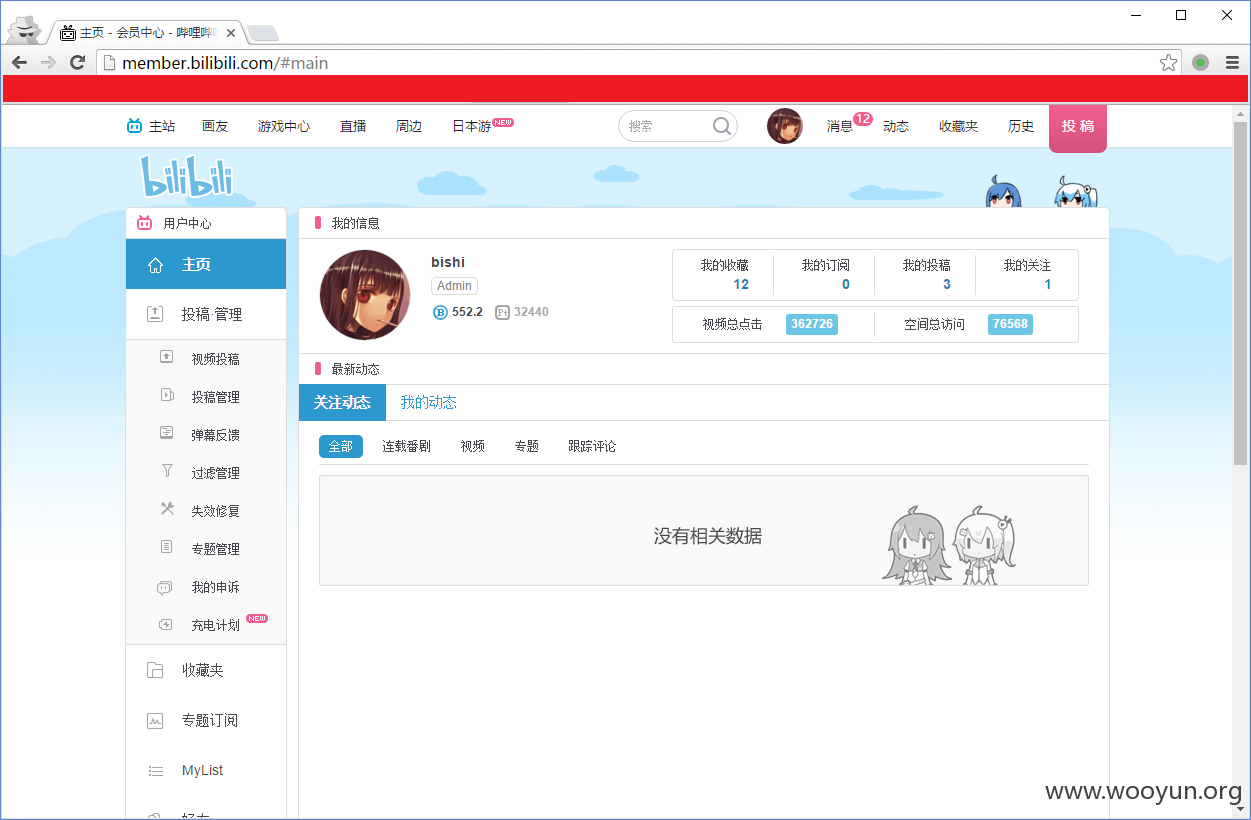 主页 - 会员中心 - 哔哩哔
member.bilibili.com/#main
主站 画友 游戏中心 直播 周边 日本游 NEW 搜索 消息 12 动态 收藏夹 历史 投 稿
bilibili
用户中心
主页
投稿·管理
视频投稿
投稿管理
弹幕反馈
过滤管理
失效修复
专题管理
我的申诉
充电计划 NEW
收藏夹
专题订阅
MyList
好友
我的信息
bishi
Admin
B 552.2 Pt 32440
我的收藏 我的订阅 我的投稿 我的关注
12 0 3 1
视频总点击 362726 空间总访问 76568
最新动态
关注动态 我的动态
全部 连载番剧 视频 专题 跟踪评论
没有相关数据
www.wooyun.org